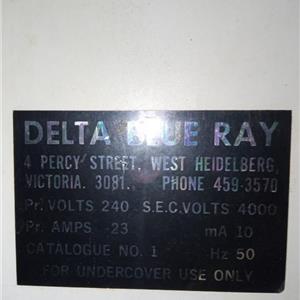 DELTA BLUE RAY
4 PERCY STREET, WEST HEIDELBERG,
VICTORIA. 3081. PHONE 459-3570
Pr. VOLTS 240 S.E.C. VOLTS 4000
Pr. AMPS ·23 mA 10
CATALOGUE NO. 1 Hz 50
FOR UNDERCOVER USE ONLY